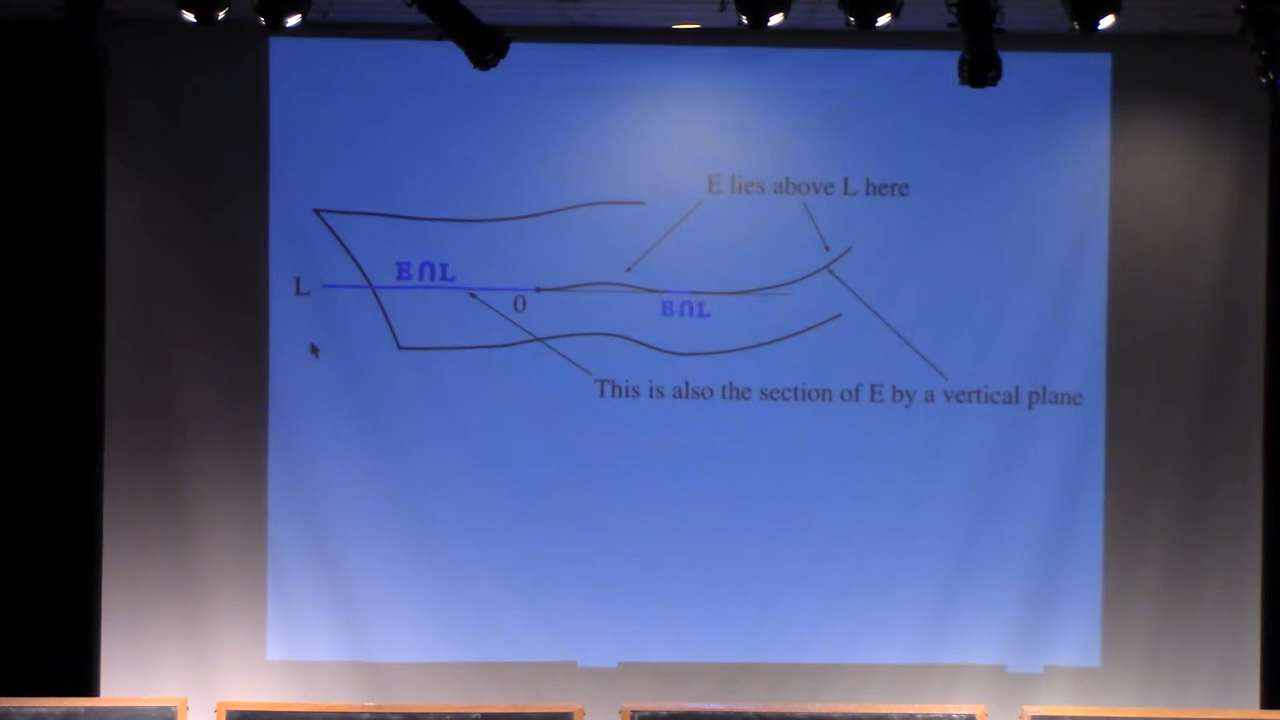 E lies above L here
E∩L
L
0
E∩L
This is also the section of E by a vertical plane